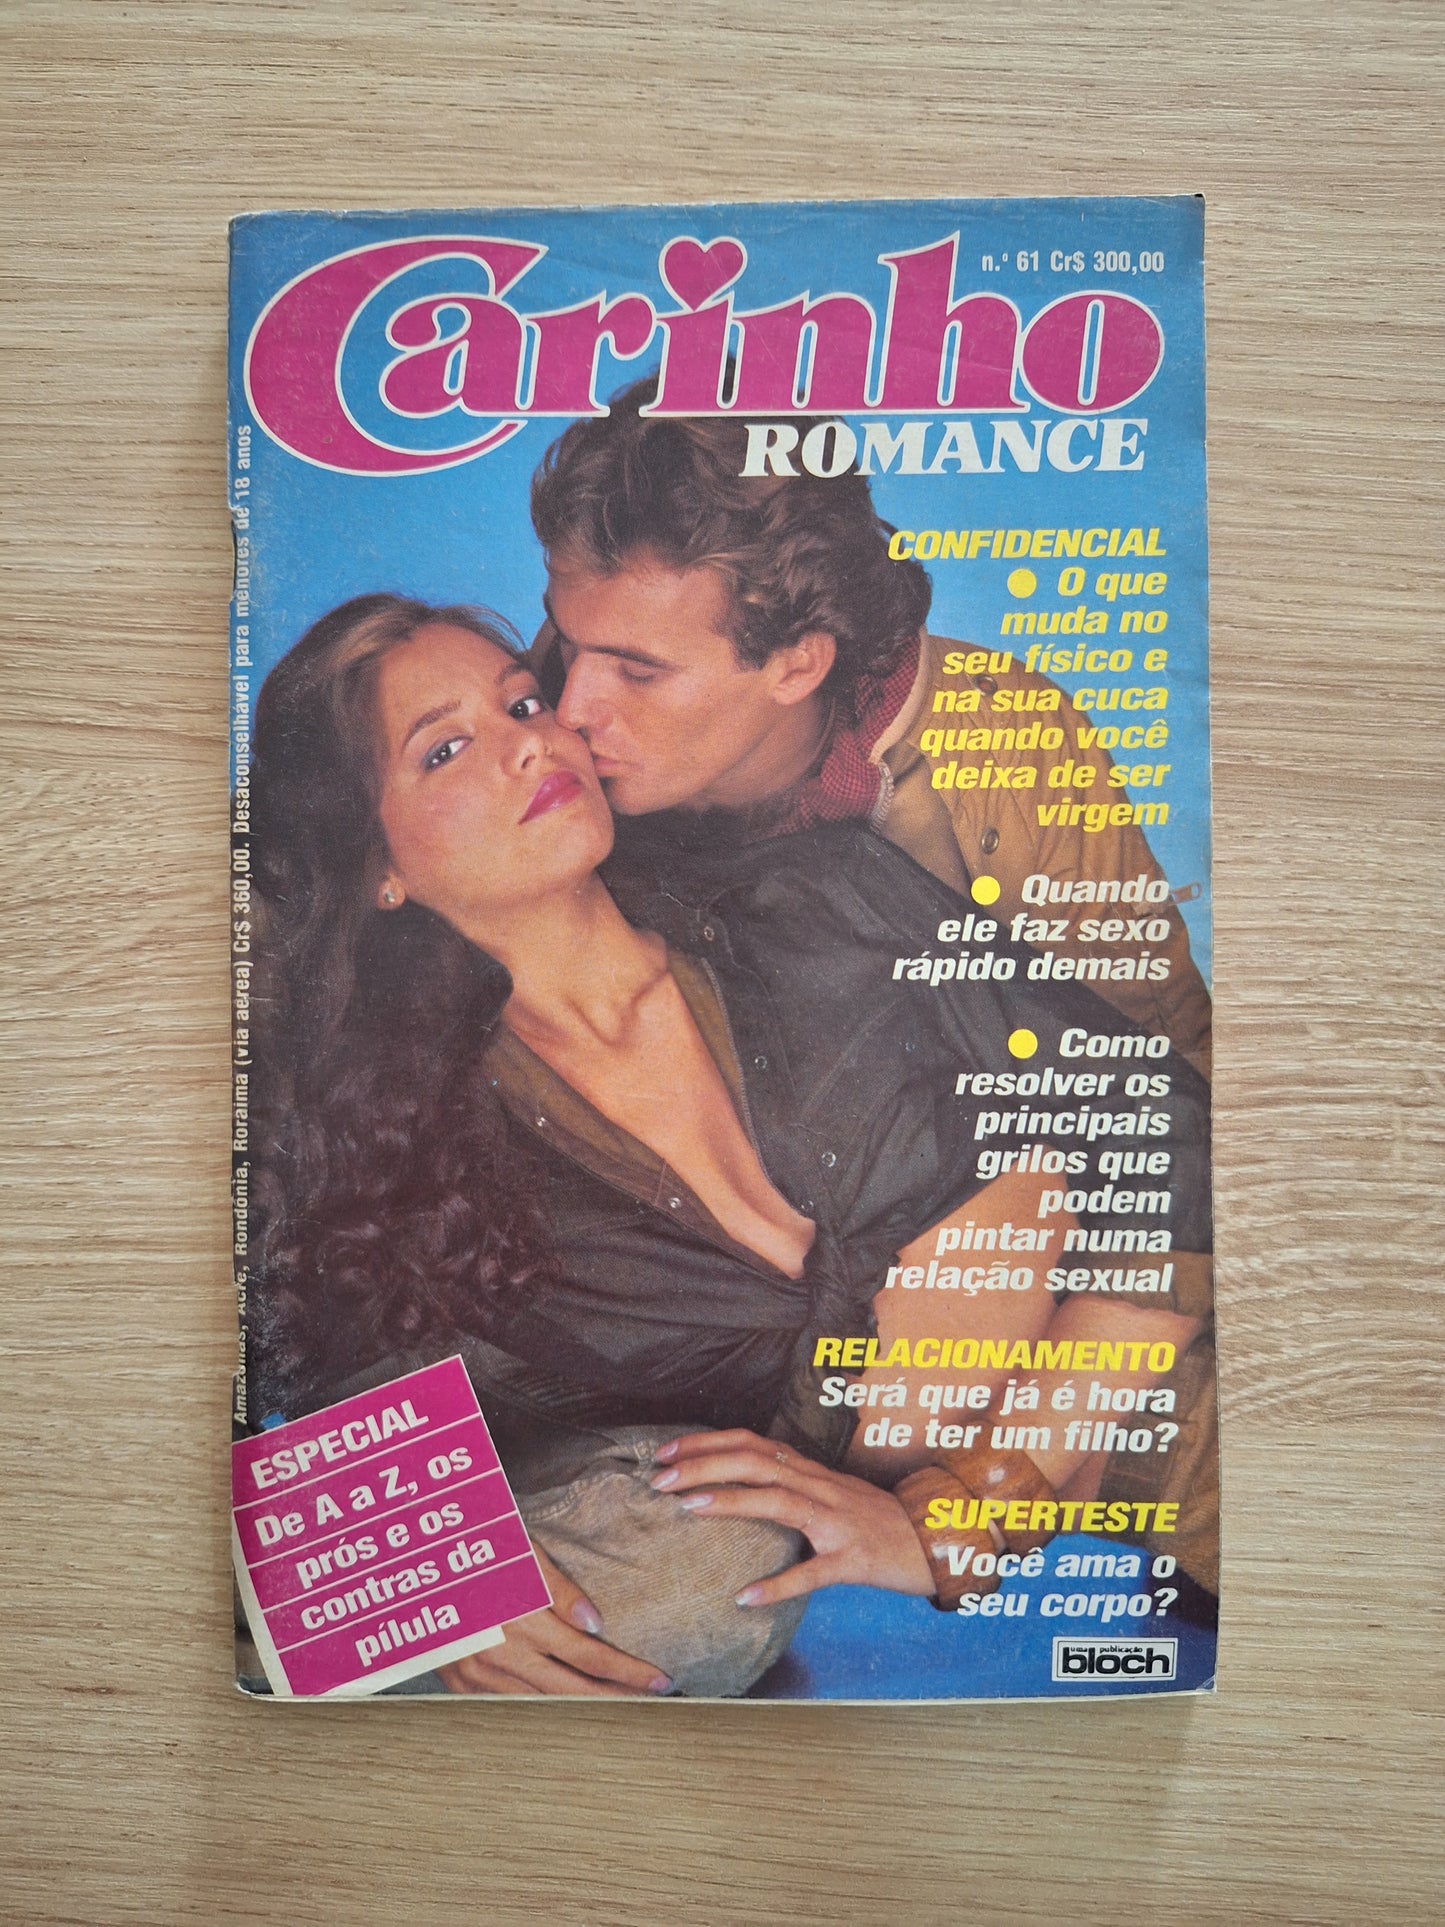 n.º 61 Cr$ 300,00
Carinho
ROMANCE
CONFIDENCIAL
● O que
muda no
seu físico e
na sua cuca
quando você
deixa de ser
virgem
● Quando
ele faz sexo
rápido demais
● Como
resolver os
principais
grilos que
podem
pintar numa
relação sexual
RELACIONAMENTO
Será que já é hora
de ter um filho?
SUPERTESTE
Você ama o
seu corpo?
uma publicação
bloch
ESPECIAL
De A a Z, os
prós e os
contras da
pílula
Amazonas, Acre, Rondônia, Roraima (via aérea) Cr$ 360,00. Desaconselhável para menores de 18 anos